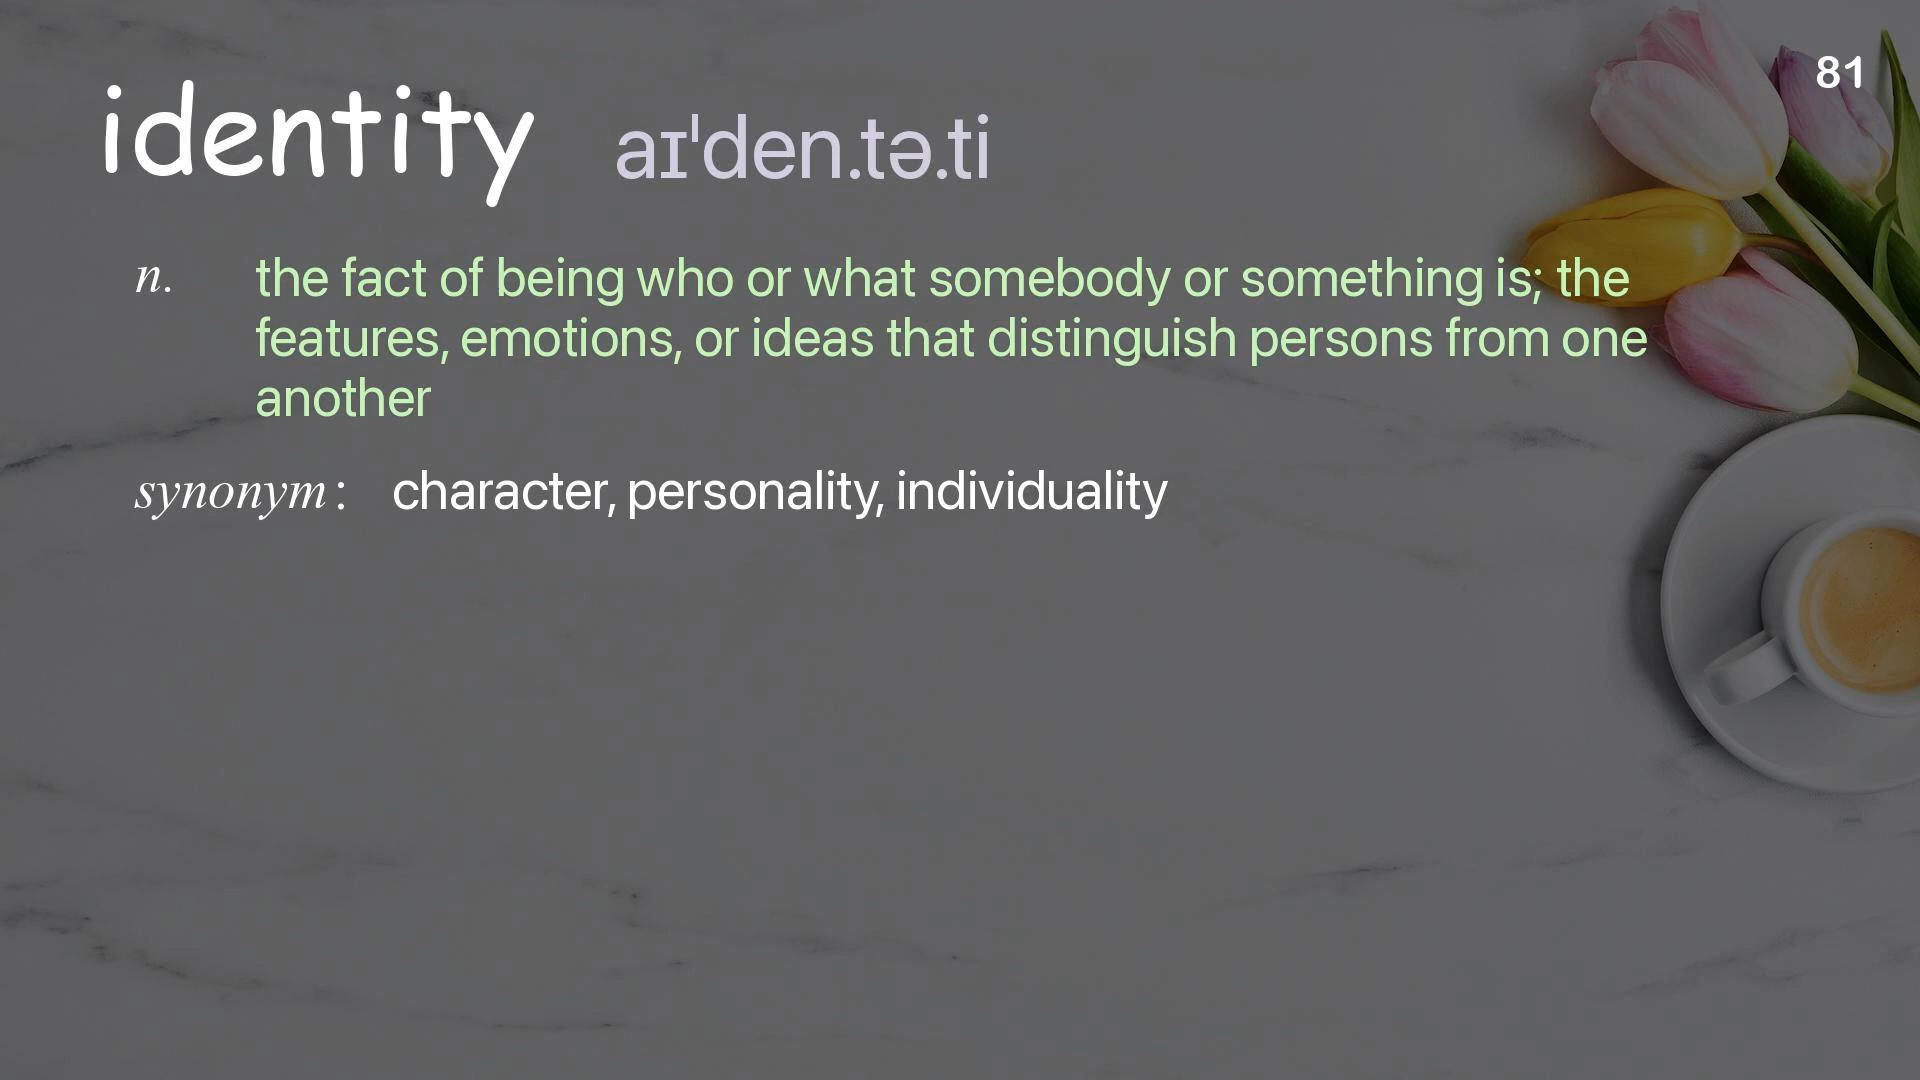 81
identity aɪˈden.tə.ti
n. the fact of being who or what somebody or something is; the
features, emotions, or ideas that distinguish persons from one
another
synonym: character, personality, individuality